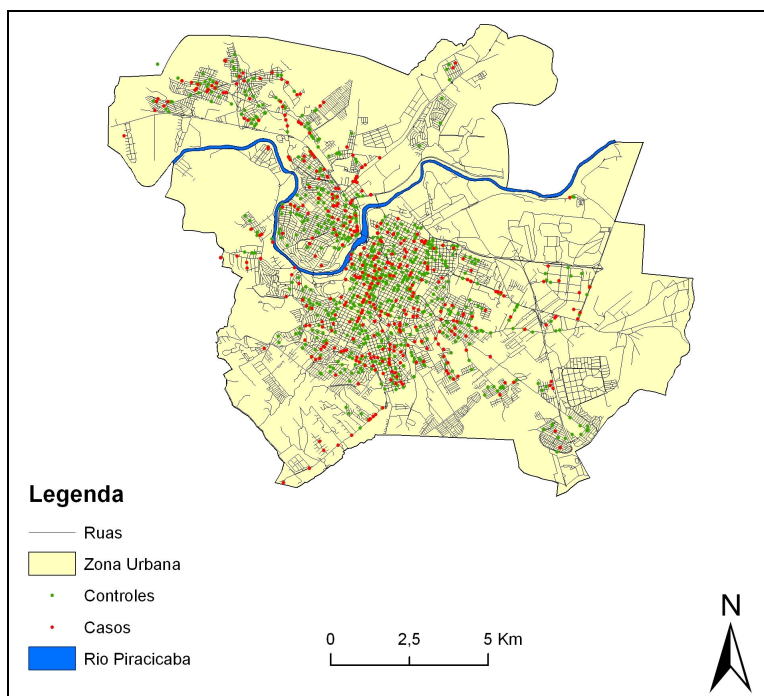 Legenda
Ruas
Zona Urbana
Controles
Casos
Rio Piracicaba
0 2,5 5 Km
N